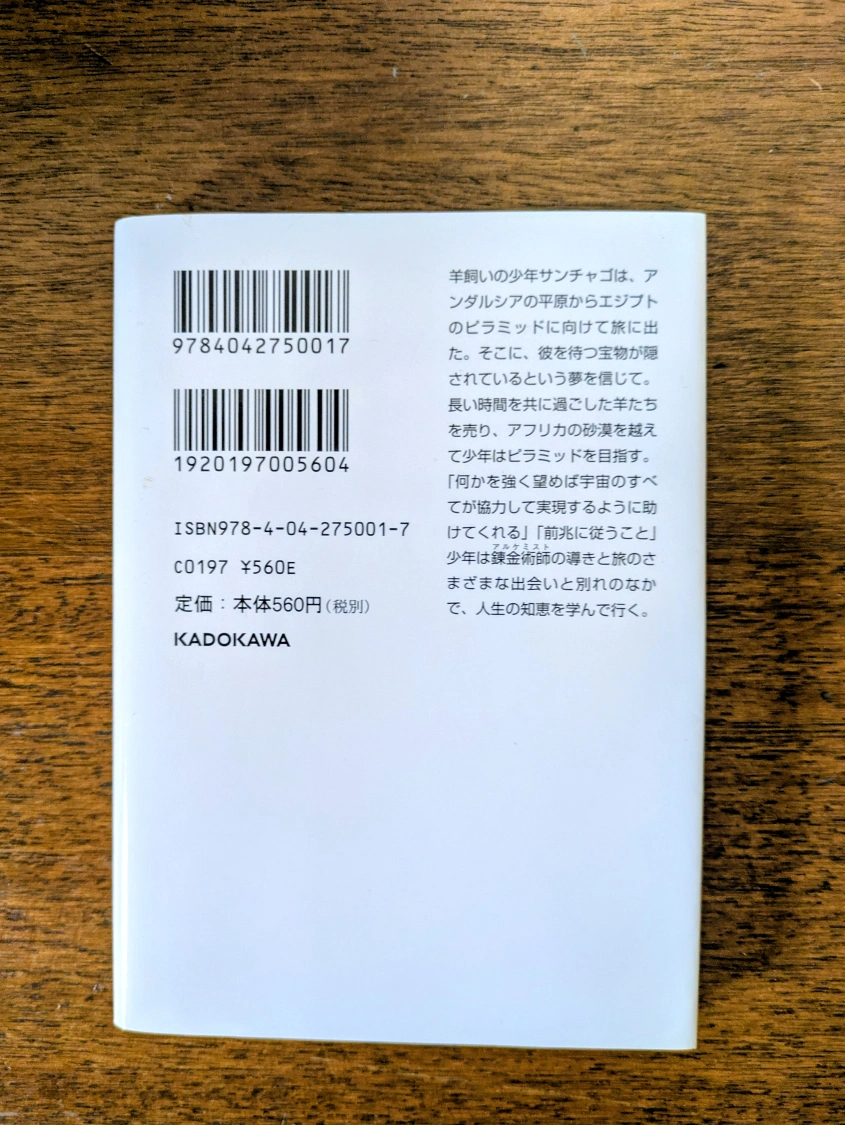 9784042750017
1920197005604
ISBN978-4-04-275001-7
C0197 ¥560E
定価：本体560円（税別）
KADOKAWA
羊飼いの少年サンチャゴは、ア
ンダルシアの平原からエジプト
のピラミッドに向けて旅に出
た。そこに、彼を待つ宝物が隠
されているという夢を信じて。
長い時間を共に過ごした羊たち
を売り、アフリカの砂漠を越え
て少年はピラミッドを目指す。
「何かを強く望めば宇宙のすべ
てが協力して実現するように助
けてくれる」「前兆に従うこと」
アルケミスト
少年は錬金術師の導きと旅のさ
まざまな出会いと別れのなか
で、人生の知恵を学んで行く。